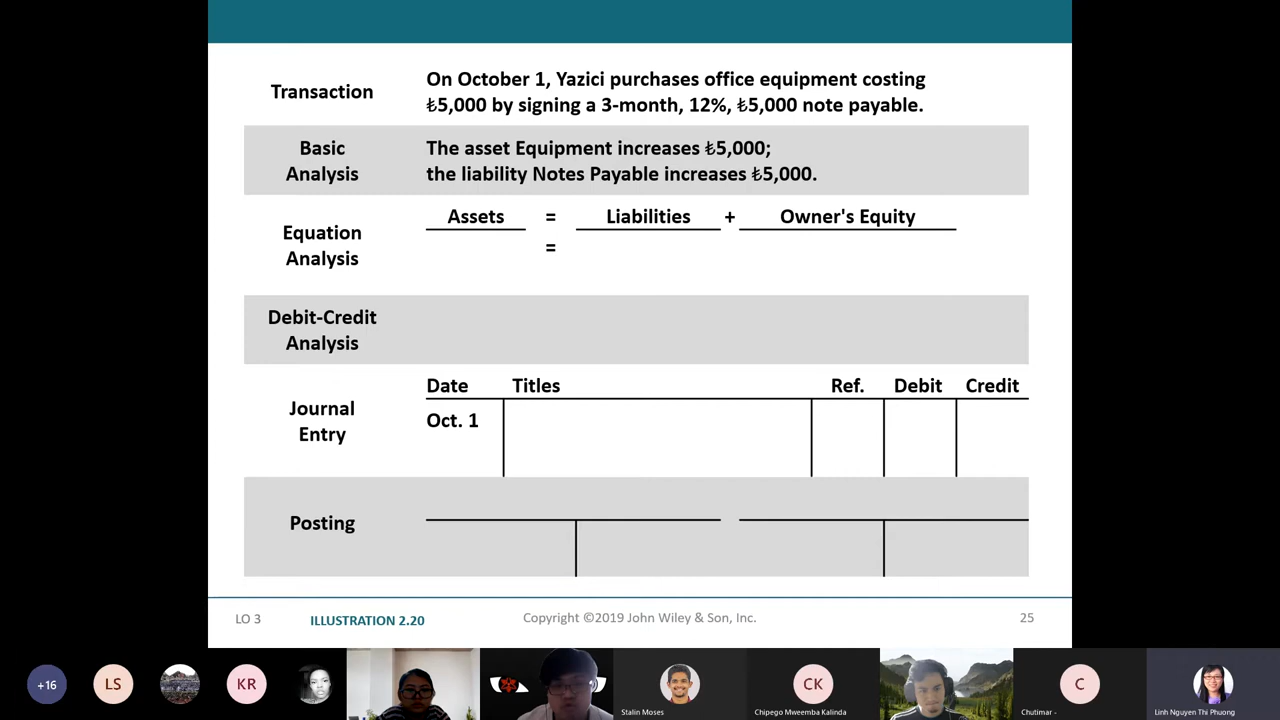 Transaction
On October 1, Yazici purchases office equipment costing
₺5,000 by signing a 3-month, 12%, ₺5,000 note payable.
Basic
Analysis
The asset Equipment increases ₺5,000;
the liability Notes Payable increases ₺5,000.
Equation
Analysis
Assets = Liabilities + Owner's Equity
=
Debit-Credit
Analysis
Journal
Entry
Date Titles Ref. Debit Credit
Oct. 1
Posting
LO 3 ILLUSTRATION 2.20 Copyright ©2019 John Wiley & Son, Inc. 25
+16 LS KR CK C
Stalin Moses Chipego Mweemba Kalinda Chutimar - Linh Nguyen Thi Phuong